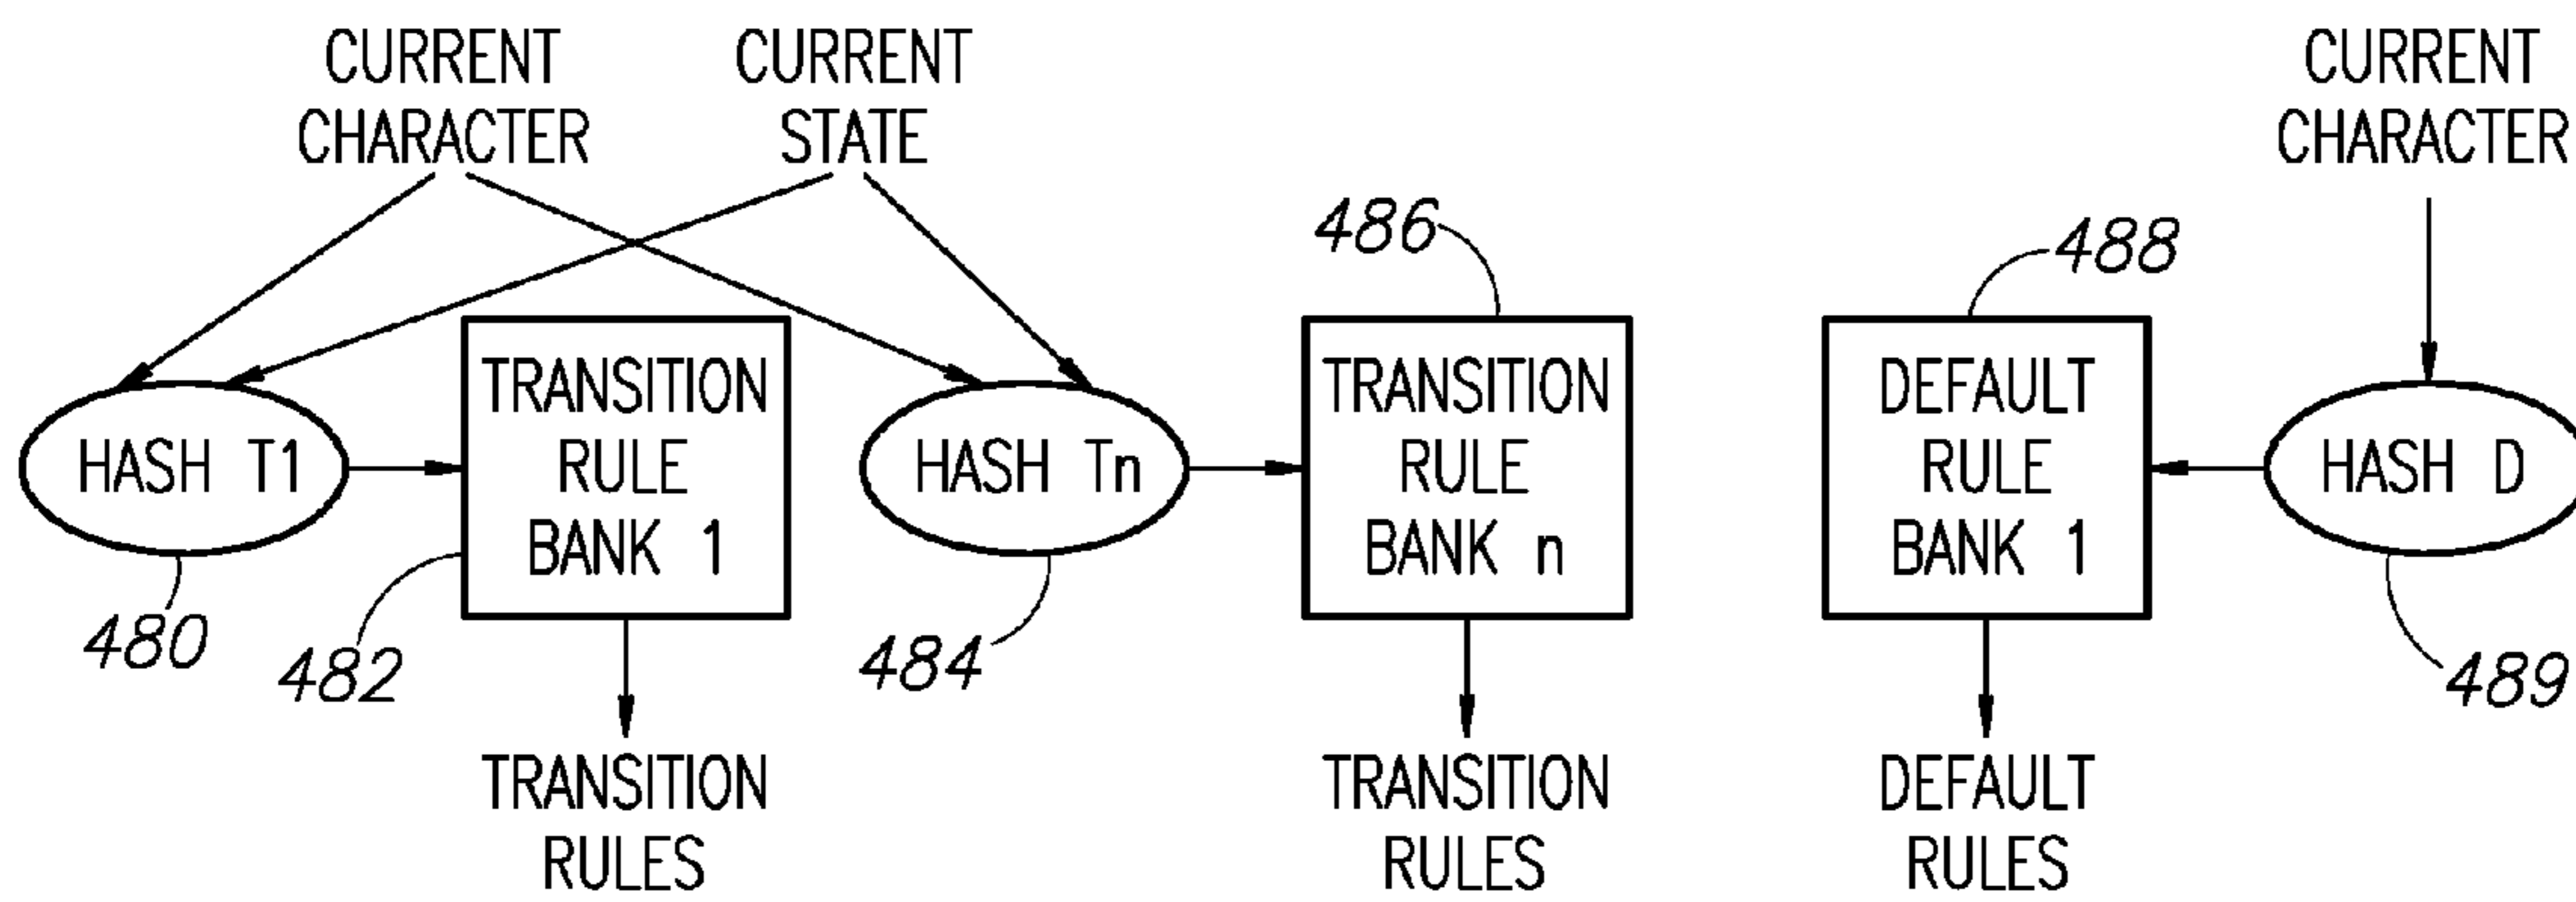 CURRENT
CHARACTER
CURRENT
STATE
CURRENT
CHARACTER
486
488
HASH T1
TRANSITION
RULE
BANK 1
HASH Tn
TRANSITION
RULE
BANK n
DEFAULT
RULE
BANK 1
HASH D
480
482
484
489
TRANSITION
RULES
TRANSITION
RULES
DEFAULT
RULES